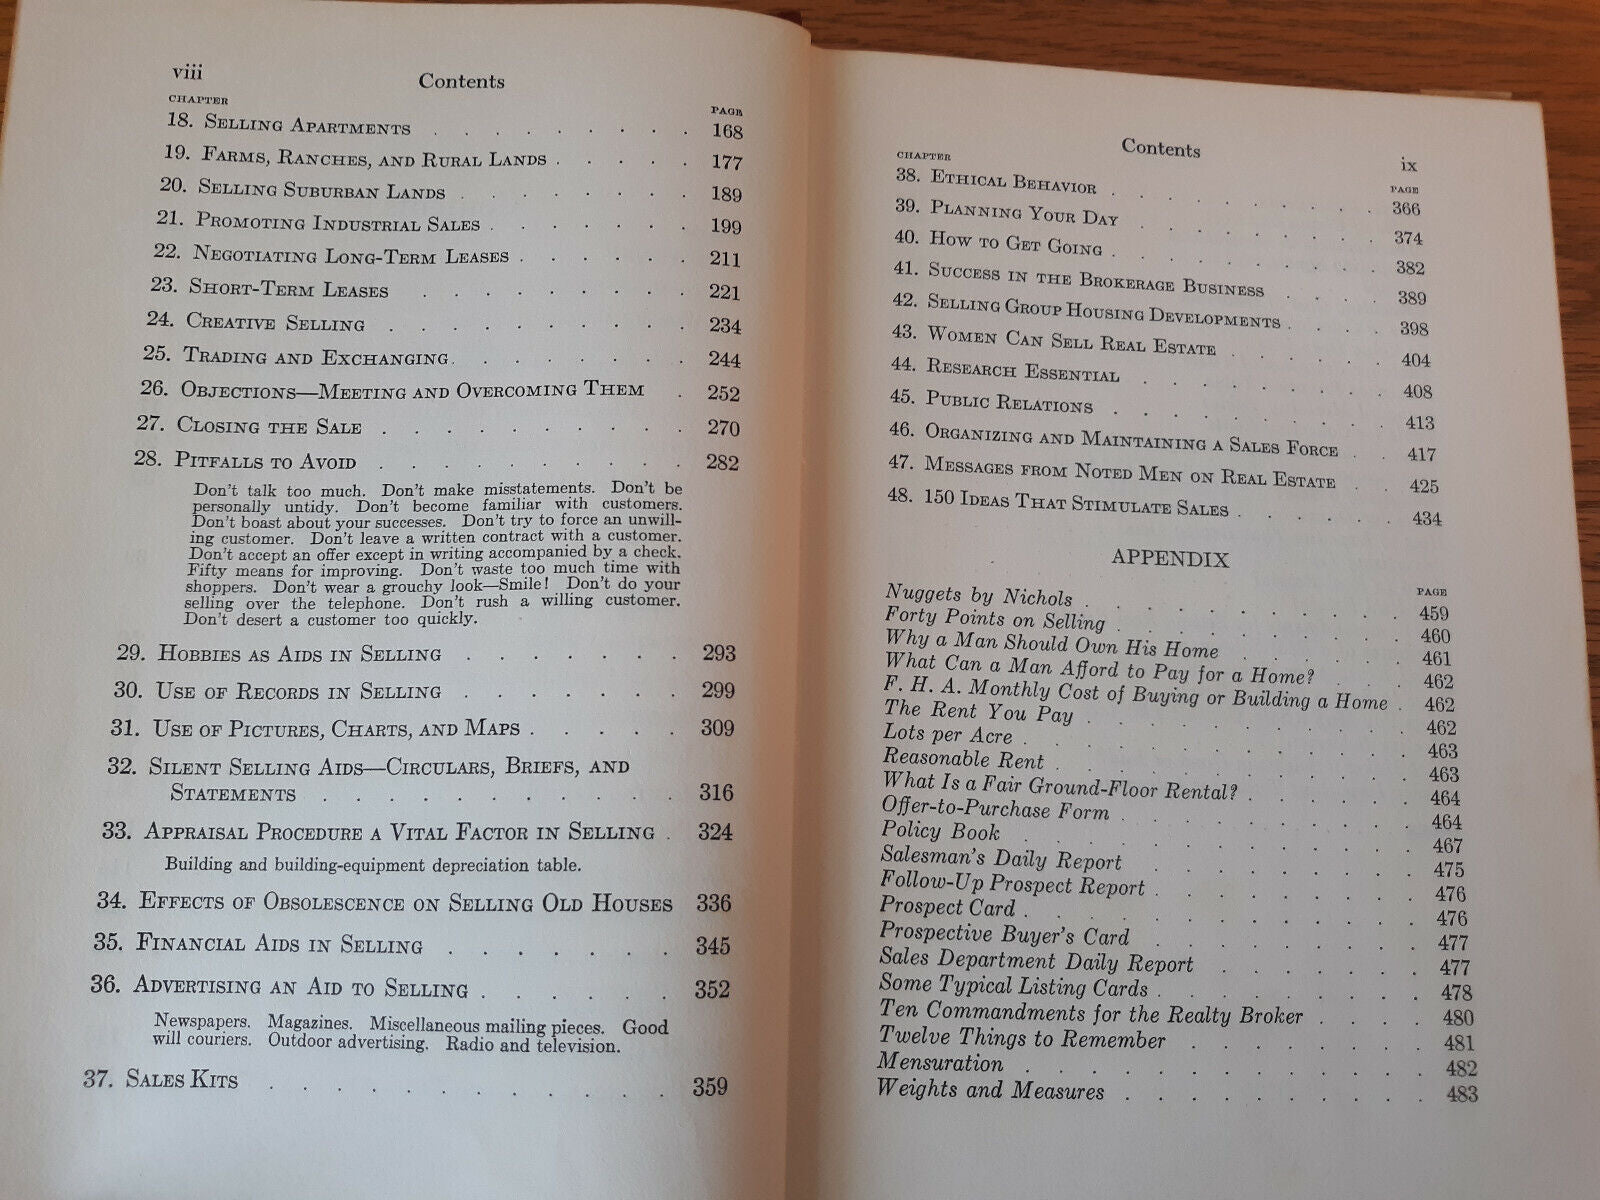 viii
Contents
CHAPTER PAGE
18. Selling Apartments . . . . . . . . . 168
19. Farms, Ranches, and Rural Lands . . . . . 177
20. Selling Suburban Lands . . . . . . . . 189
21. Promoting Industrial Sales . . . . . . . 199
22. Negotiating Long-Term Leases . . . . . . 211
23. Short-Term Leases . . . . . . . . . 221
24. Creative Selling . . . . . . . . . . 234
25. Trading and Exchanging . . . . . . . . 244
26. Objections—Meeting and Overcoming Them . 252
27. Closing the Sale . . . . . . . . . . 270
28. Pitfalls to Avoid . . . . . . . . . . 282
Don't talk too much. Don't make misstatements. Don't be
personally untidy. Don't become familiar with customers.
Don't boast about your successes. Don't try to force an unwill-
ing customer. Don't leave a written contract with a customer.
Don't accept an offer except in writing accompanied by a check.
Fifty means for improving. Don't waste too much time with
shoppers. Don't wear a grouchy look—Smile! Don't do your
selling over the telephone. Don't rush a willing customer.
Don't desert a customer too quickly.
29. Hobbies as Aids in Selling . . . . . . . 293
30. Use of Records in Selling . . . . . . . 299
31. Use of Pictures, Charts, and Maps . . . . . 309
32. Silent Selling Aids—Circulars, Briefs, and
Statements . . . . . . . . . . . 316
33. Appraisal Procedure a Vital Factor in Selling . 324
Building and building-equipment depreciation table.
34. Effects of Obsolescence on Selling Old Houses 336
35. Financial Aids in Selling . . . . . . . 345
36. Advertising an Aid to Selling . . . . . . 352
Newspapers. Magazines. Miscellaneous mailing pieces. Good
will couriers. Outdoor advertising. Radio and television.
37. Sales Kits . . . . . . . . . . . 359
Contents
ix
CHAPTER PAGE
38. Ethical Behavior . . . . . . . . . . 366
39. Planning Your Day . . . . . . . . . 374
40. How to Get Going . . . . . . . . . . 382
41. Success in the Brokerage Business . . . . 389
42. Selling Group Housing Developments . . . . 398
43. Women Can Sell Real Estate . . . . . . 404
44. Research Essential . . . . . . . . . 408
45. Public Relations . . . . . . . . . . 413
46. Organizing and Maintaining a Sales Force . . 417
47. Messages from Noted Men on Real Estate . . 425
48. 150 Ideas That Stimulate Sales . . . . . . 434
APPENDIX
PAGE
Nuggets by Nichols . . . . . . . . . . . 459
Forty Points on Selling . . . . . . . . . . 460
Why a Man Should Own His Home . . . . . . 461
What Can a Man Afford to Pay for a Home? . . . 462
F. H. A. Monthly Cost of Buying or Building a Home . 462
The Rent You Pay . . . . . . . . . . . 462
Lots per Acre . . . . . . . . . . . . . 463
Reasonable Rent . . . . . . . . . . . . 463
What Is a Fair Ground-Floor Rental? . . . . . . 464
Offer-to-Purchase Form . . . . . . . . . . 464
Policy Book . . . . . . . . . . . . . 467
Salesman's Daily Report . . . . . . . . . 475
Follow-Up Prospect Report . . . . . . . . . 476
Prospect Card . . . . . . . . . . . . . 476
Prospective Buyer's Card . . . . . . . . . 477
Sales Department Daily Report . . . . . . . 477
Some Typical Listing Cards . . . . . . . . . 478
Ten Commandments for the Realty Broker . . . . 480
Twelve Things to Remember . . . . . . . . 481
Mensuration . . . . . . . . . . . . . 482
Weights and Measures . . . . . . . . . . 483